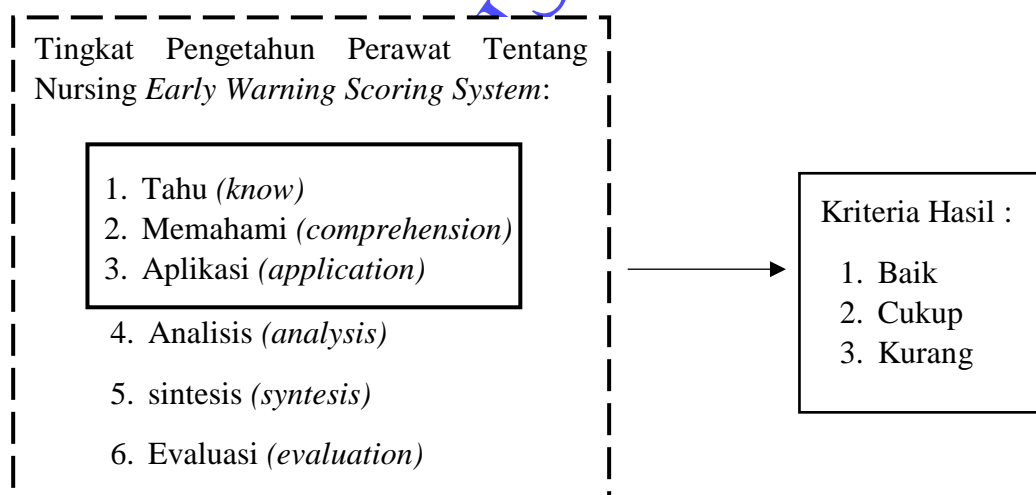 Tingkat Pengetahun Perawat Tentang
Nursing Early Warning Scoring System:
1. Tahu (know)
2. Memahami (comprehension)
3. Aplikasi (application)
4. Analisis (analysis)
5. sintesis (syntesis)
6. Evaluasi (evaluation)
Kriteria Hasil :
1. Baik
2. Cukup
3. Kurang